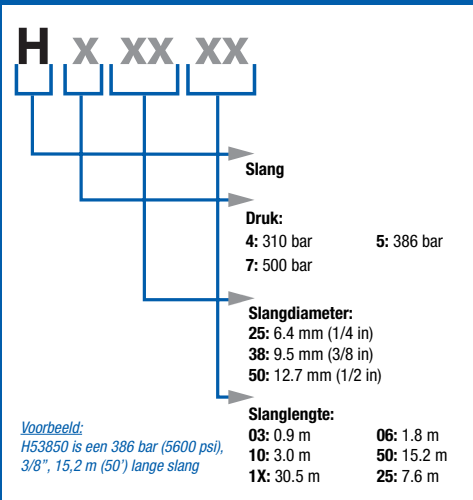 H x xx xx
Slang
Druk:
4: 310 bar 5: 386 bar
7: 500 bar
Slangdiameter:
25: 6.4 mm (1/4 in)
38: 9.5 mm (3/8 in)
50: 12.7 mm (1/2 in)
Slanglengte:
03: 0.9 m 06: 1.8 m
10: 3.0 m 50: 15.2 m
1X: 30.5 m 25: 7.6 m
Voorbeeld:
H53850 is een 386 bar (5600 psi),
3/8", 15,2 m (50') lange slang